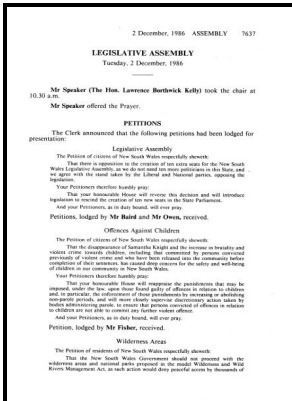 2 December, 1986 ASSEMBLY 7637
LEGISLATIVE ASSEMBLY
Tuesday, 2 December, 1986
Mr Speaker (The Hon. Lawrence Borthwick Kelly) took the chair at
10.30 a.m.
Mr Speaker offered the Prayer.
PETITIONS
The Clerk announced that the following petitions had been lodged for
presentation:
Legislative Assembly
The Petition of citizens of New South Wales respectfully sheweth:
That there is opposition to the creation of ten extra seats for the New South
Wales Legislative Assembly, as we do not need ten more politicians in this State, and
we agree with the stand taken by the Liberal and National parties, opposing the
legislation.
Your Petitioners therefore humbly pray:
That your honourable House will reverse this decision and will introduce
legislation to rescind the creation of ten new seats in the State Parliament.
And your Petitioners, as in duty bound, will ever pray.
Petitions, lodged by Mr Baird and Mr Owen, received.
Offences Against Children
The Petition of citizens of New South Wales respectfully sheweth:
That the disappearance of Samantha Knight and the increase in brutality and
violent crime towards children, including that committed by persons convicted
previously of violent crime and who have been released into the community before
completion of their sentences, has caused deep concern for the safety and well-being
of children in our community in New South Wales.
Your Petitioners therefore humbly pray:
That your honourable House will reappraise the punishments that may be
imposed, under the law, upon those found guilty of offences in relation to children
and, in particular, the enforcement of those punishments by increasing or abolishing
non-parole periods, and will more closely supervise discretionary action taken by
bodies administering parole, to ensure that persons convicted of offences in relation
to children are not able to commit any further violent offence.
And your Petitioners, as in duty bound, will ever pray.
Petition, lodged by Mr Fisher, received.
Wilderness Areas
The Petition of residents of New South Wales respectfully sheweth:
That the New South Wales Government should not proceed with the
wilderness areas and national parks proposed in the model Wilderness and Wild
Rivers Management Act, as such action would deny peaceful access by thousands of